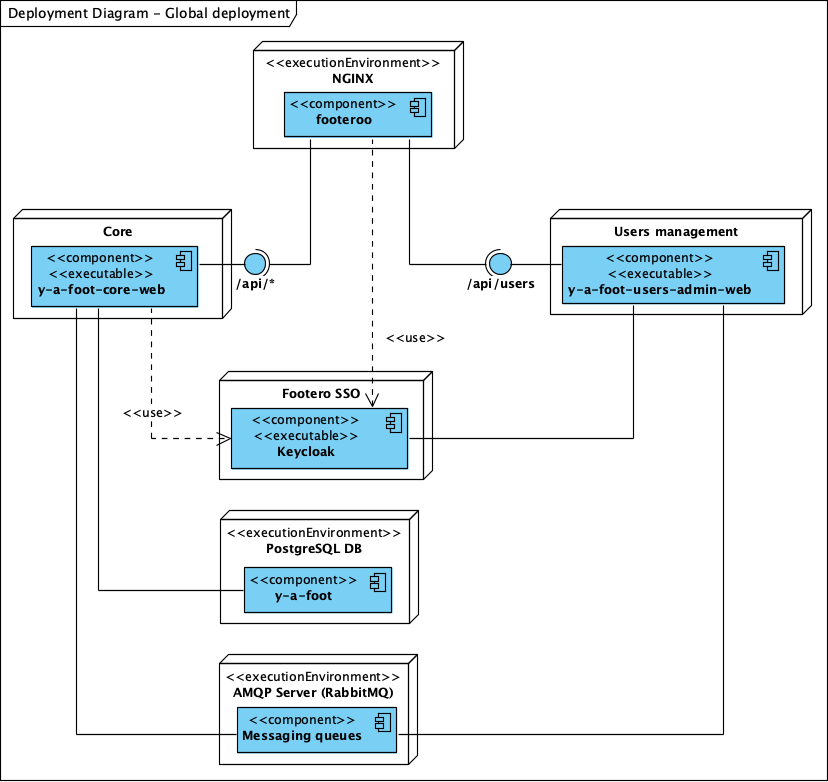 Deployment Diagram - Global deployment
<<executionEnvironment>>
NGINX
<<component>>
footeroo
Core
<<component>>
<<executable>>
y-a-foot-core-web
/api/*
Users management
<<component>>
<<executable>>
y-a-foot-users-admin-web
/api/users
<<use>>
<<use>>
Footero SSO
<<component>>
<<executable>>
Keycloak
<<executionEnvironment>>
PostgreSQL DB
<<component>>
y-a-foot
<<executionEnvironment>>
AMQP Server (RabbitMQ)
<<component>>
Messaging queues